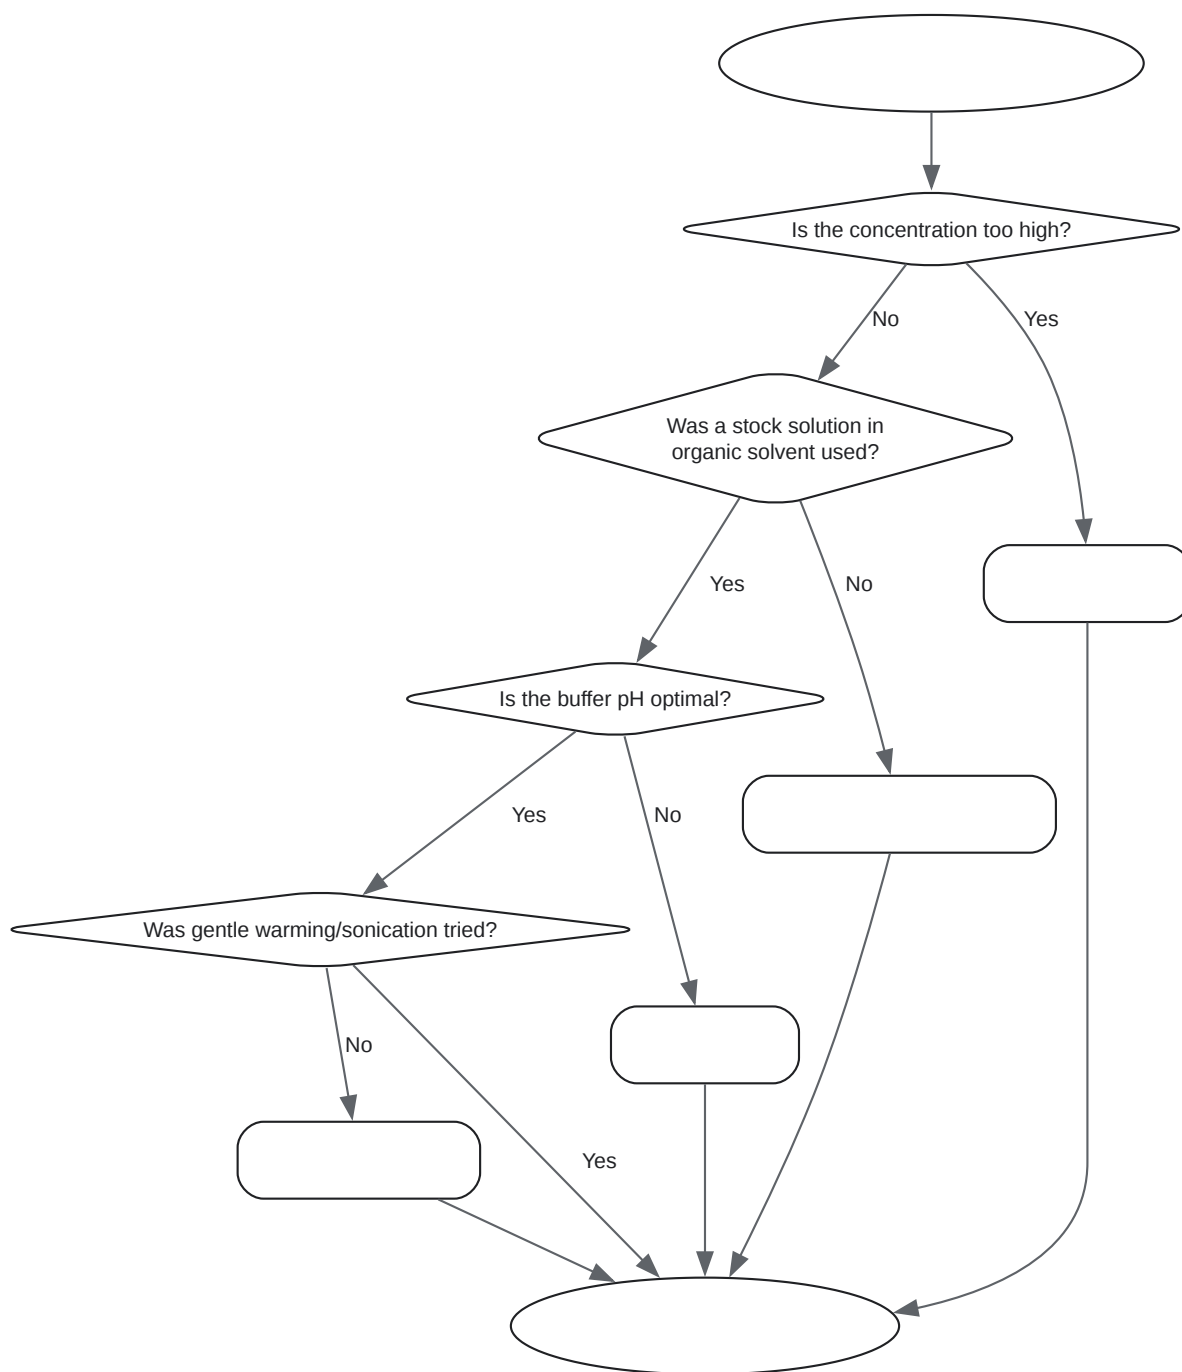 Is the concentration too high?
No
Yes
Was a stock solution in
organic solvent used?
Yes
No
Is the buffer pH optimal?
Yes
No
Was gentle warming/sonication tried?
No
Yes